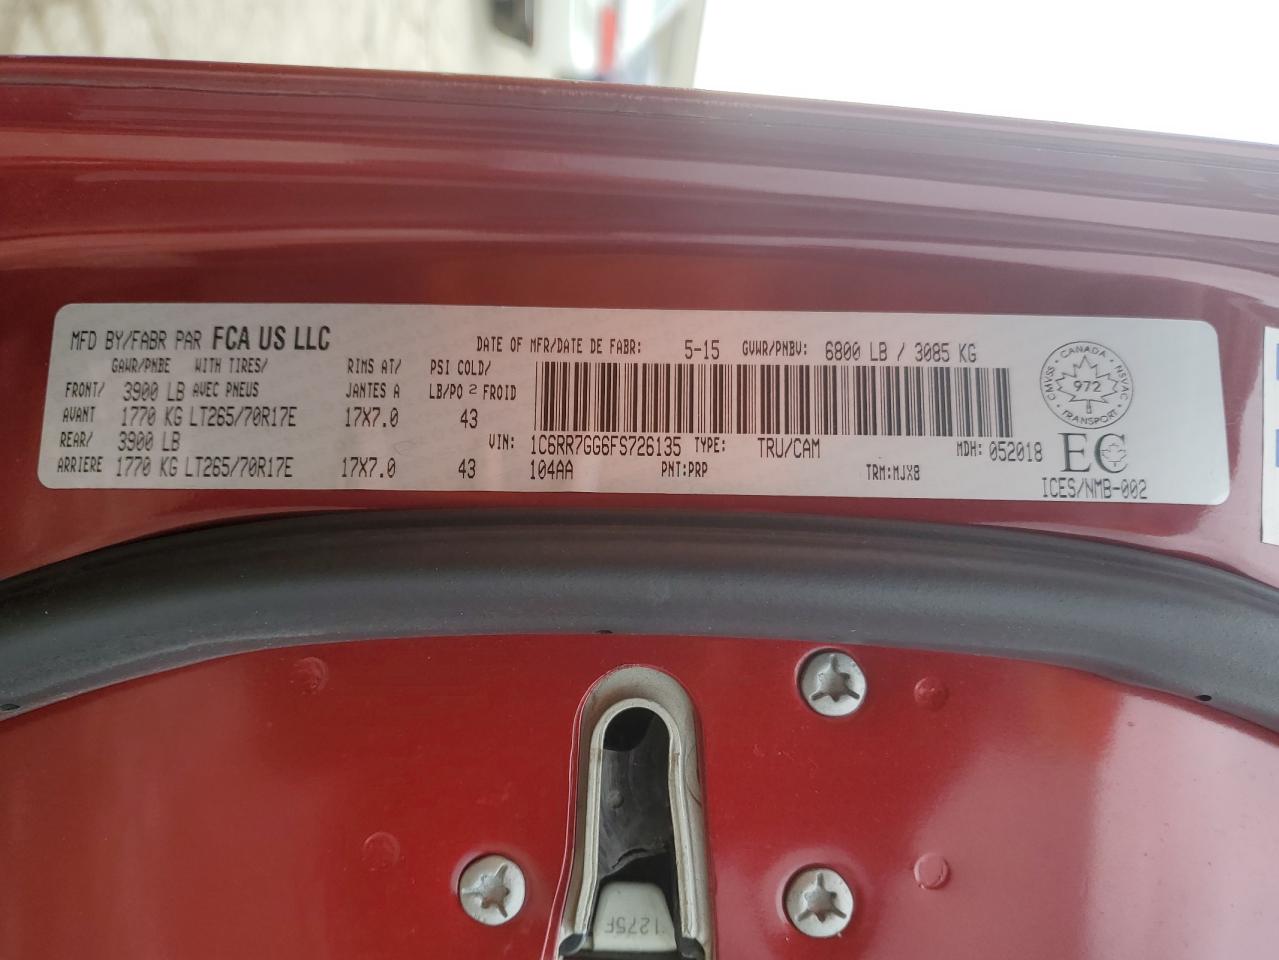 MFD BY/FABR PAR FCA US LLC
DATE OF MFR/DATE DE FABR: 5-15 GVWR/PNBV: 6800 LB / 3085 KG
GAWR/PNBE WITH TIRES/ RIMS AT/ PSI COLD/
FRONT/ 3900 LB AVEC PNEUS JANTES A LB/PO 2 FROID
AVANT 1770 KG LT265/70R17E 17X7.0 43
REAR/ 3900 LB
VIN: 1C6RR7GG6FS726135 TYPE: TRU/CAM MDH: 052018
ARRIERE 1770 KG LT265/70R17E 17X7.0 43 104AA PNT:PRP TRM:MJX8
CANADA
CMVSS 972 NSVAC
TRANSPORT
EC
ICES/NMB-002
1275F